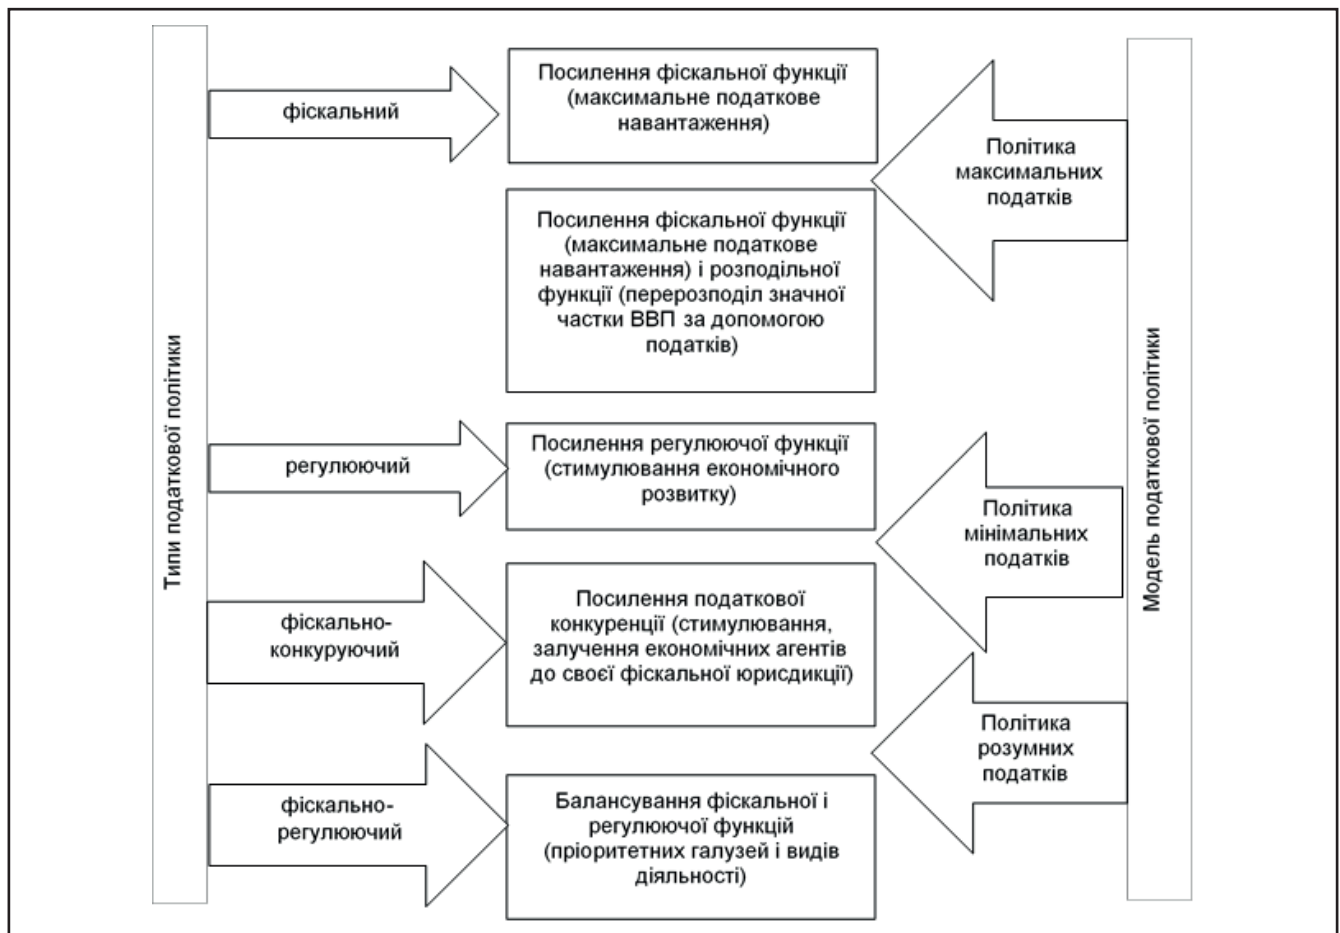 Типи податкової політики
фіскальний
Посилення фіскальної функції
(максимальне податкове
навантаження)
Політика
максимальних
податків
Посилення фіскальної функції
(максимальне податкове
навантаження) і розподільної
функції (перерозподіл значної
частки ВВП за допомогою
податків)
регулюючий
Посилення регулюючої функції
(стимулювання економічного
розвитку)
Політика
мінімальних
податків
фіскально-
конкуруючий
Посилення податкової
конкуренції (стимулювання,
залучення економічних агентів
до своєї фіскальної юрисдикції)
Політика
розумних
податків
фіскально-
регулюючий
Балансування фіскальної і
регулюючої функцій
(пріоритетних галузей і видів
діяльності)
Модель податкової політики